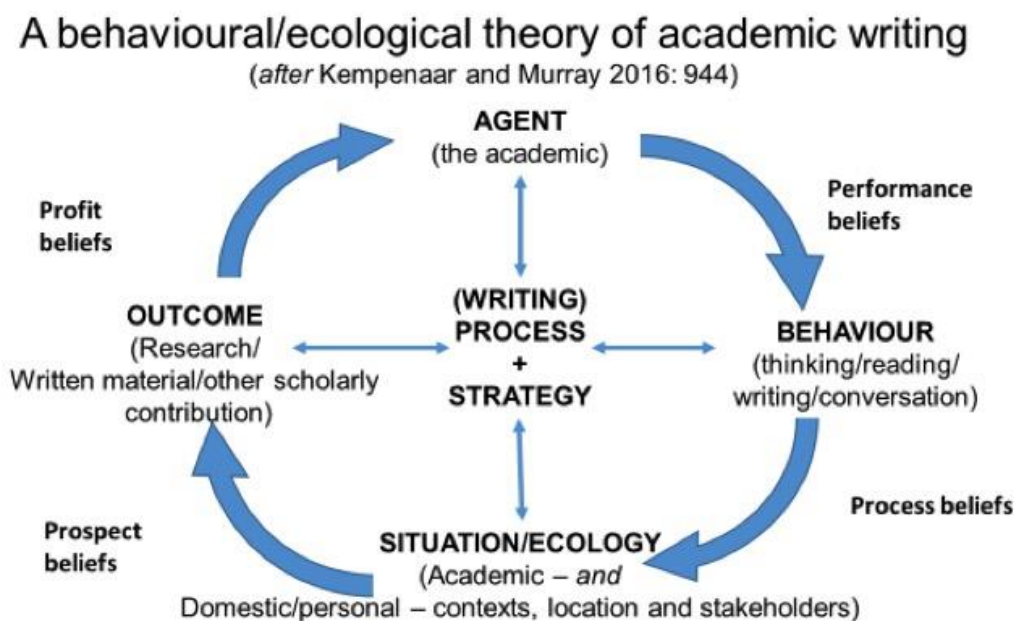 A behavioural/ecological theory of academic writing
(after Kempenaar and Murray 2016: 944)
AGENT
(the academic)
Performance
beliefs
Profit
beliefs
(WRITING)
PROCESS
+
STRATEGY
OUTCOME
(Research/
Written material/other scholarly
contribution)
BEHAVIOUR
(thinking/reading/
writing/conversation)
Process beliefs
Prospect
beliefs
SITUATION/ECOLOGY
(Academic – and
Domestic/personal – contexts, location and stakeholders)